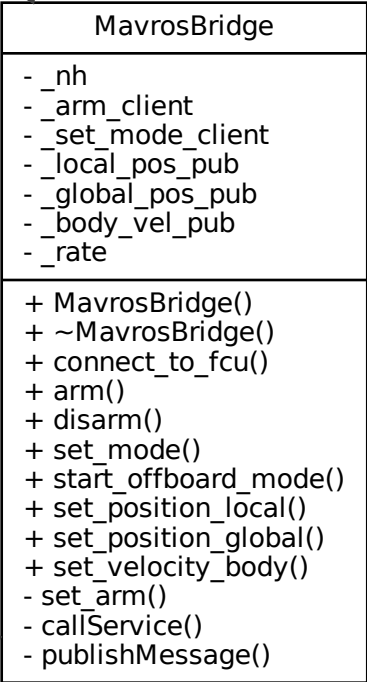 MavrosBridge
- _nh
- _arm_client
- _set_mode_client
- _local_pos_pub
- _global_pos_pub
- _body_vel_pub
- _rate
+ MavrosBridge()
+ ~MavrosBridge()
+ connect_to_fcu()
+ arm()
+ disarm()
+ set_mode()
+ start_offboard_mode()
+ set_position_local()
+ set_position_global()
+ set_velocity_body()
- set_arm()
- callService()
- publishMessage()